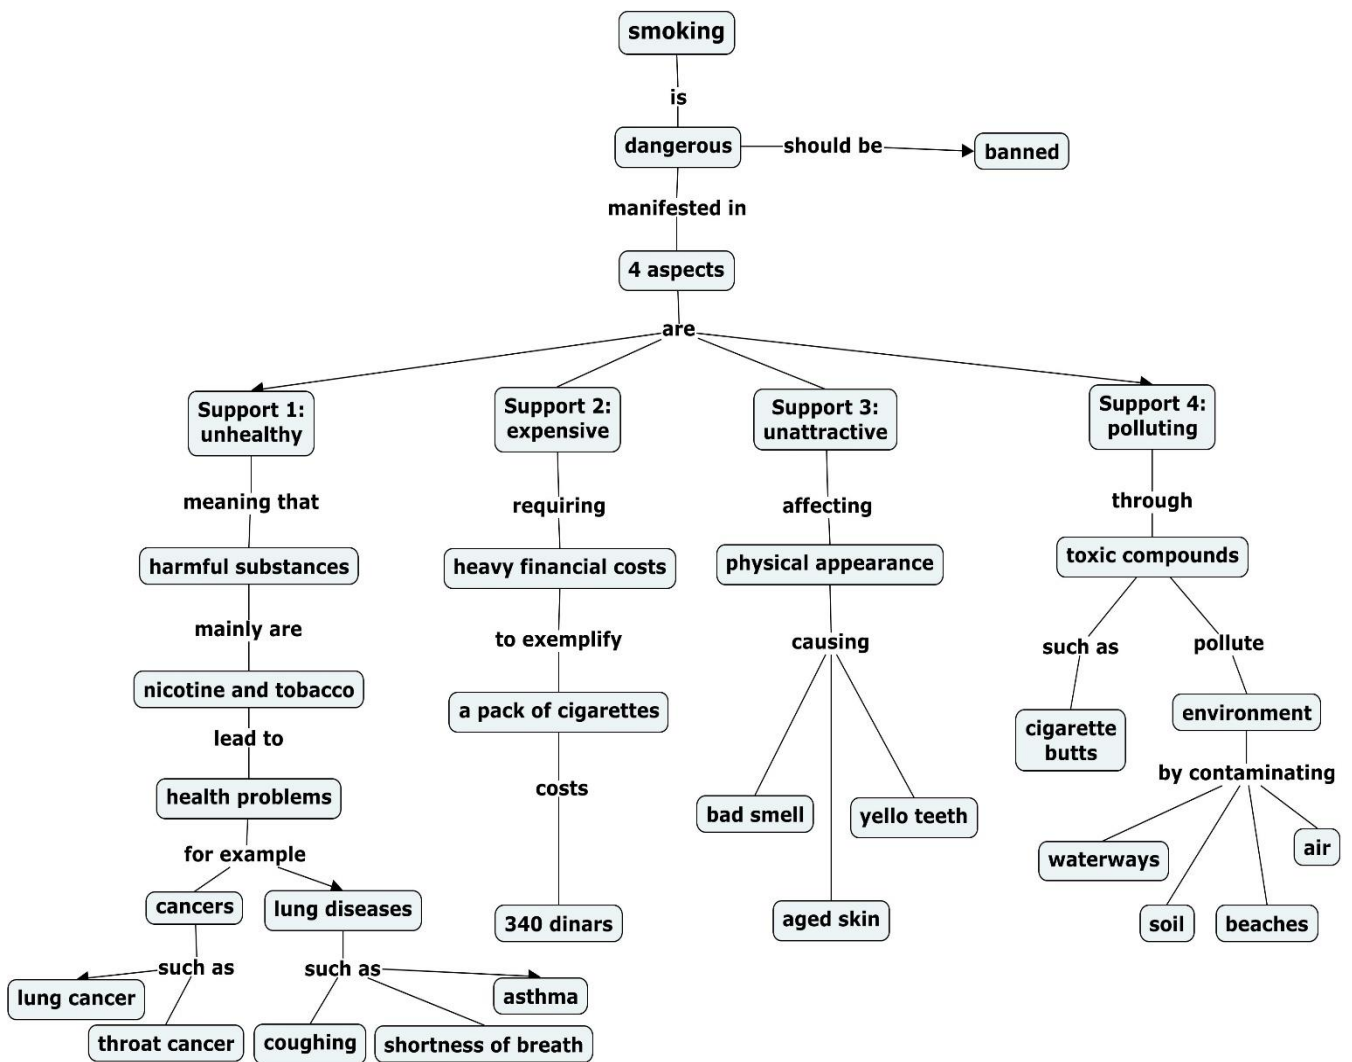 smoking
is
dangerous
should be
banned
manifested in
4 aspects
are
Support 1:
unhealthy
Support 2:
expensive
Support 3:
unattractive
Support 4:
polluting
meaning that
requiring
affecting
through
harmful substances
heavy financial costs
physical appearance
toxic compounds
mainly are
to exemplify
causing
such as
pollute
nicotine and tobacco
a pack of cigarettes
cigarette
butts
environment
lead to
costs
by contaminating
health problems
bad smell
yello teeth
waterways
air
for example
cancers
lung diseases
340 dinars
aged skin
soil
beaches
such as
such as
lung cancer
asthma
throat cancer
coughing
shortness of breath